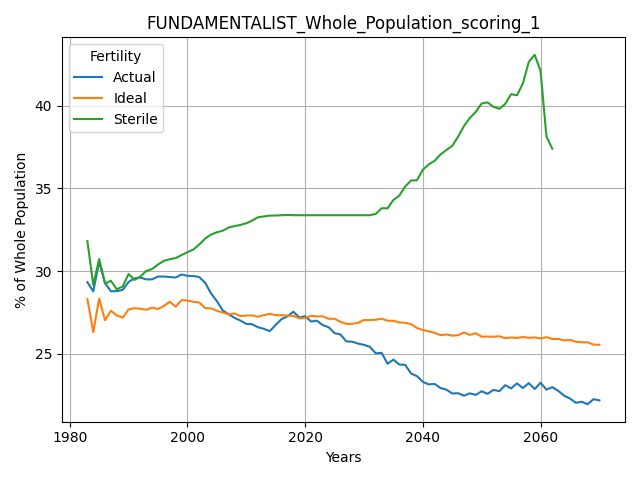 FUNDAMENTALIST_Whole_Population_scoring_1
Fertility
Actual
Ideal
Sterile
% of Whole Population
40
35
30
25
1980
2000
2020
2040
2060
Years